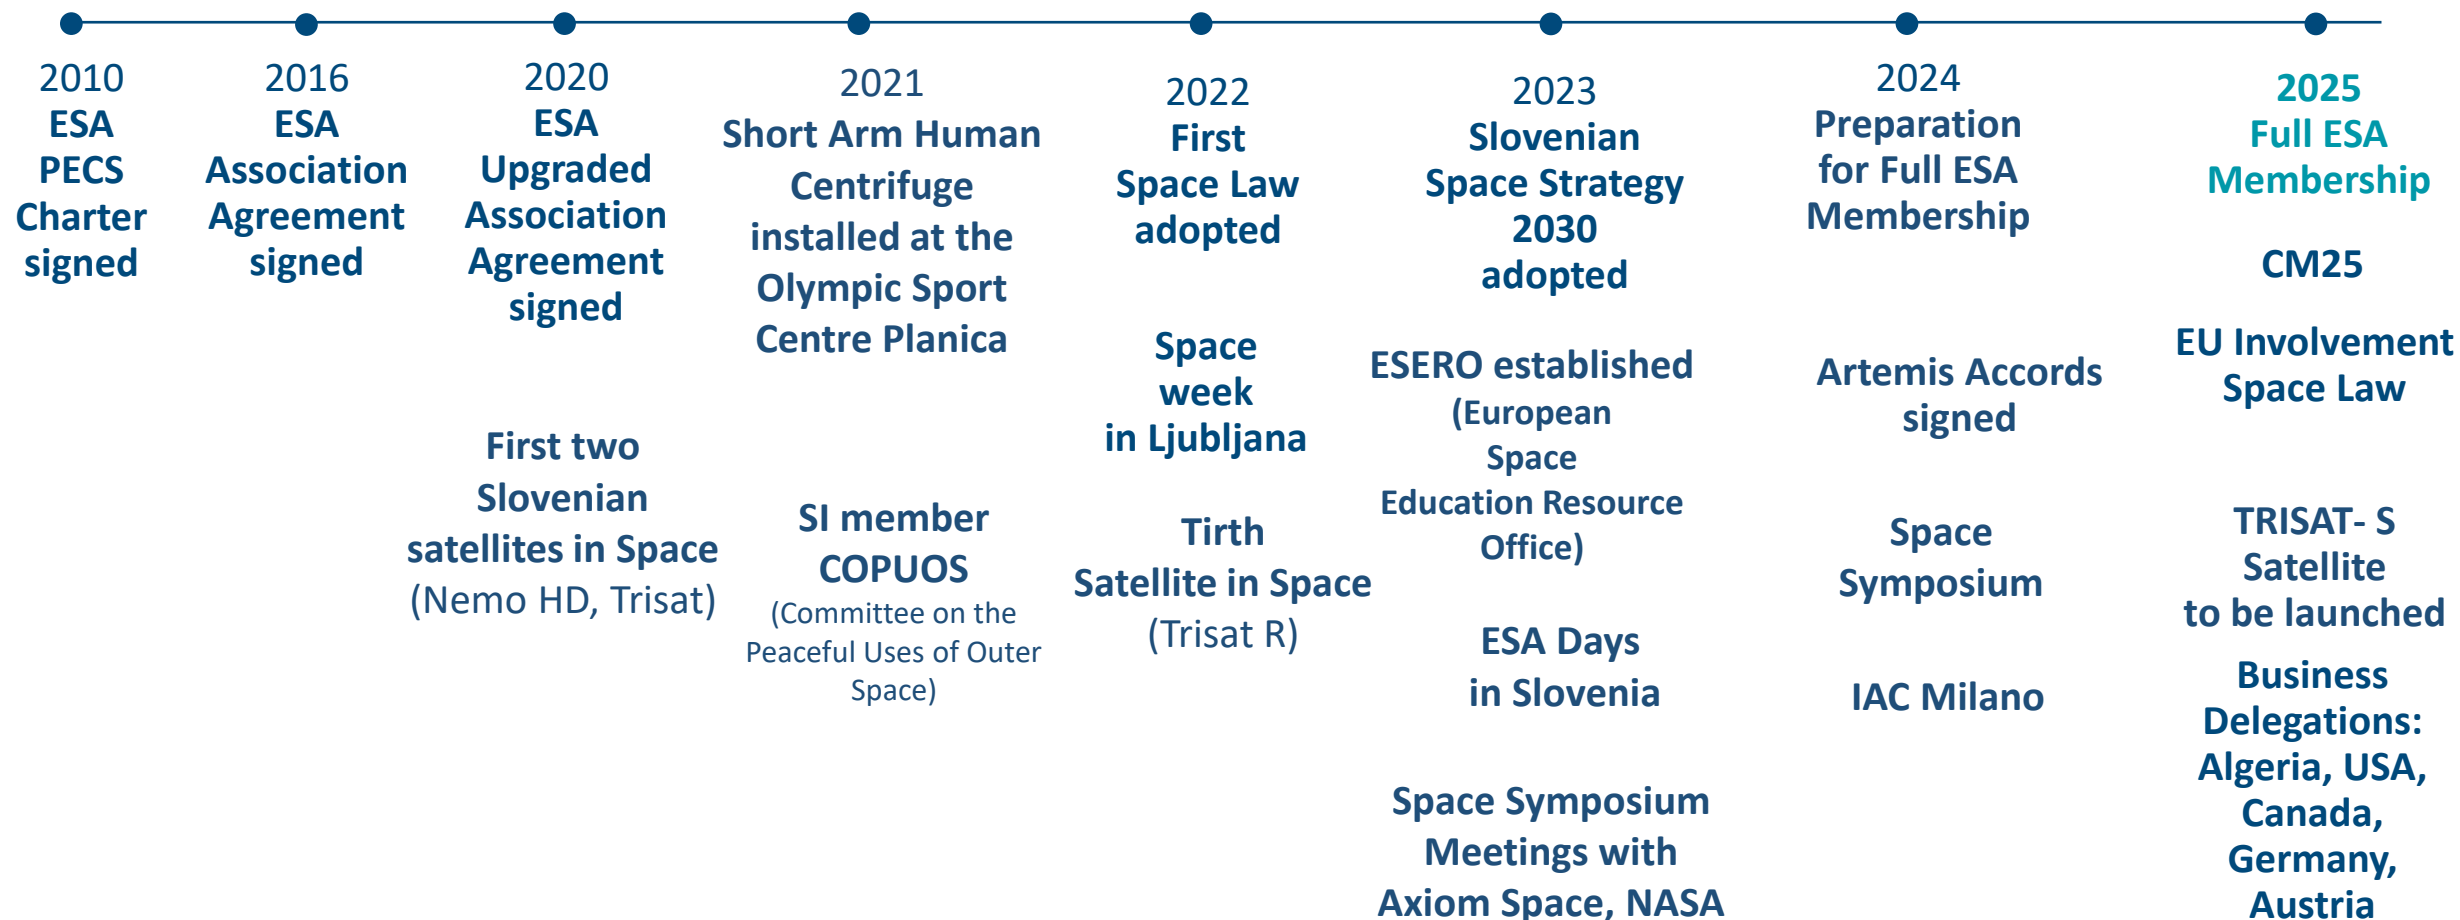 2010
ESA
PECS
Charter
signed
2016
ESA
Association
Agreement
signed
2020
ESA
Upgraded
Association
Agreement
signed
First two
Slovenian
satellites in Space
(Nemo HD, Trisat)
2021
Short Arm Human
Centrifuge
installed at the
Olympic Sport
Centre Planica
SI member
COPUOS
(Committee on the
Peaceful Uses of Outer
Space)
2022
First
Space Law
adopted
Space
week
in Ljubljana
Tirth
Satellite in Space
(Trisat R)
2023
Slovenian
Space Strategy
2030
adopted
ESERO established
(European
Space
Education Resource
Office)
ESA Days
in Slovenia
Space Symposium
Meetings with
Axiom Space, NASA
2024
Preparation
for Full ESA
Membership
Artemis Accords
signed
Space
Symposium
IAC Milano
2025
Full ESA
Membership
CM25
EU Involvement
Space Law
TRISAT- S
Satellite
to be launched
Business
Delegations:
Algeria, USA,
Canada,
Germany,
Austria